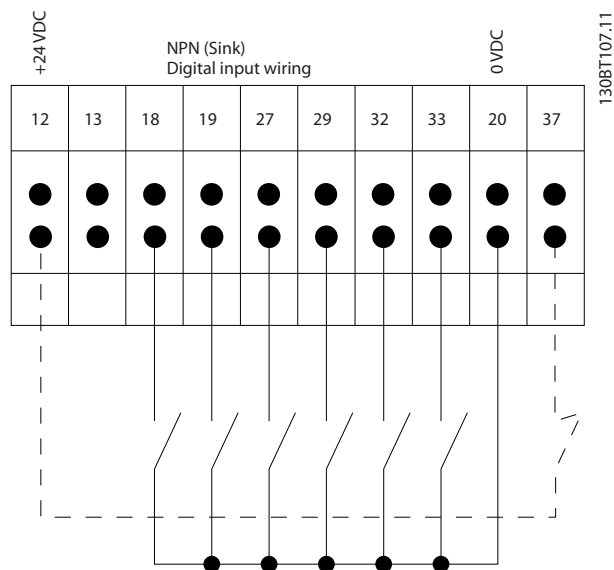 +24 VDC
NPN (Sink)
Digital input wiring
0 VDC
130BT107.11
12 13 18 19 27 29 32 33 20 37